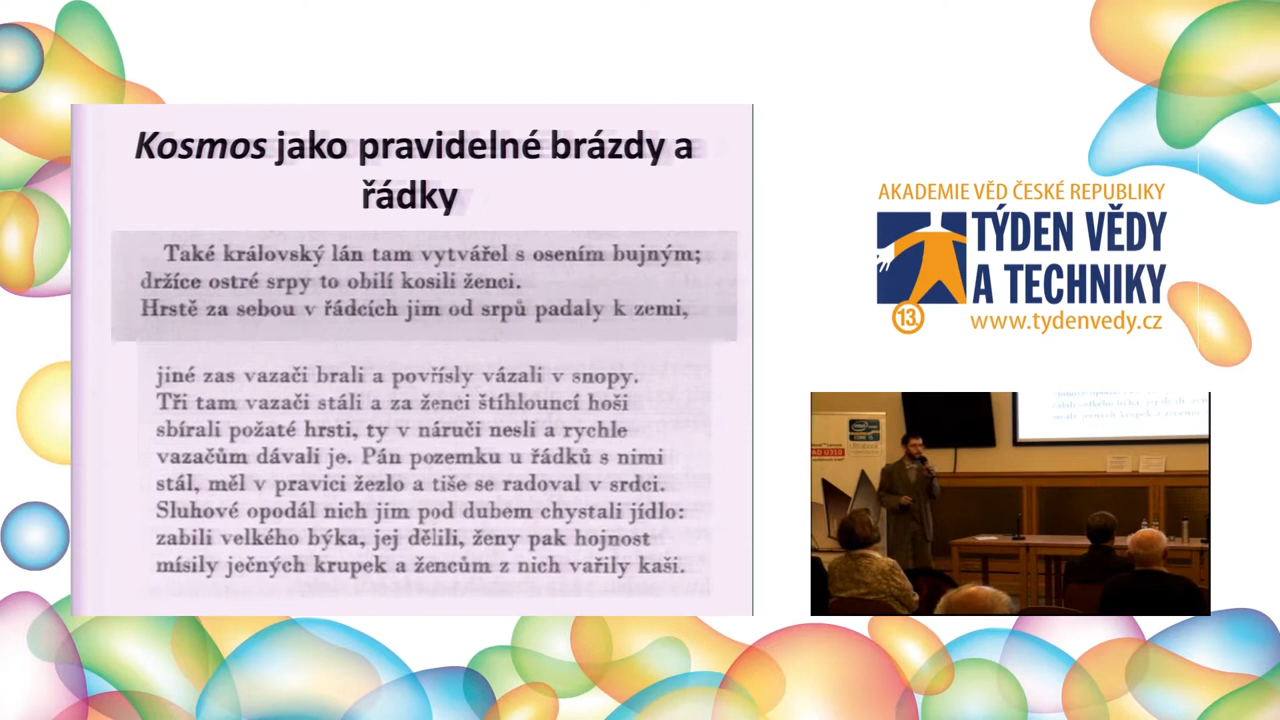 Kosmos jako pravidelné brázdy a
řádky
Také královský lán tam vytvářel s osením bujným;
držíce ostré srpy to obilí kosili ženci.
Hrstě za sebou v řádcích jim od srpů padaly k zemi,
jiné zas vazači brali a povřísly vázali v snopy.
Tři tam vazači stáli a za ženci štíhlouncí hoši
sbírali požaté hrsti, ty v náruči nesli a rychle
vazačům dávali je. Pán pozemku u řádků s nimi
stál, měl v pravici žezlo a tiše se radoval v srdci.
Sluhové opodál nich jim pod dubem chystali jídlo:
zabili velkého býka, jej dělili, ženy pak hojnost
mísily ječných krupek a žencům z nich vařily kaši.
AKADEMIE VĚD ČESKÉ REPUBLIKY
TÝDEN VĚDY
A TECHNIKY
13.
www.tydenvedy.cz
intel
CORE i5
U310